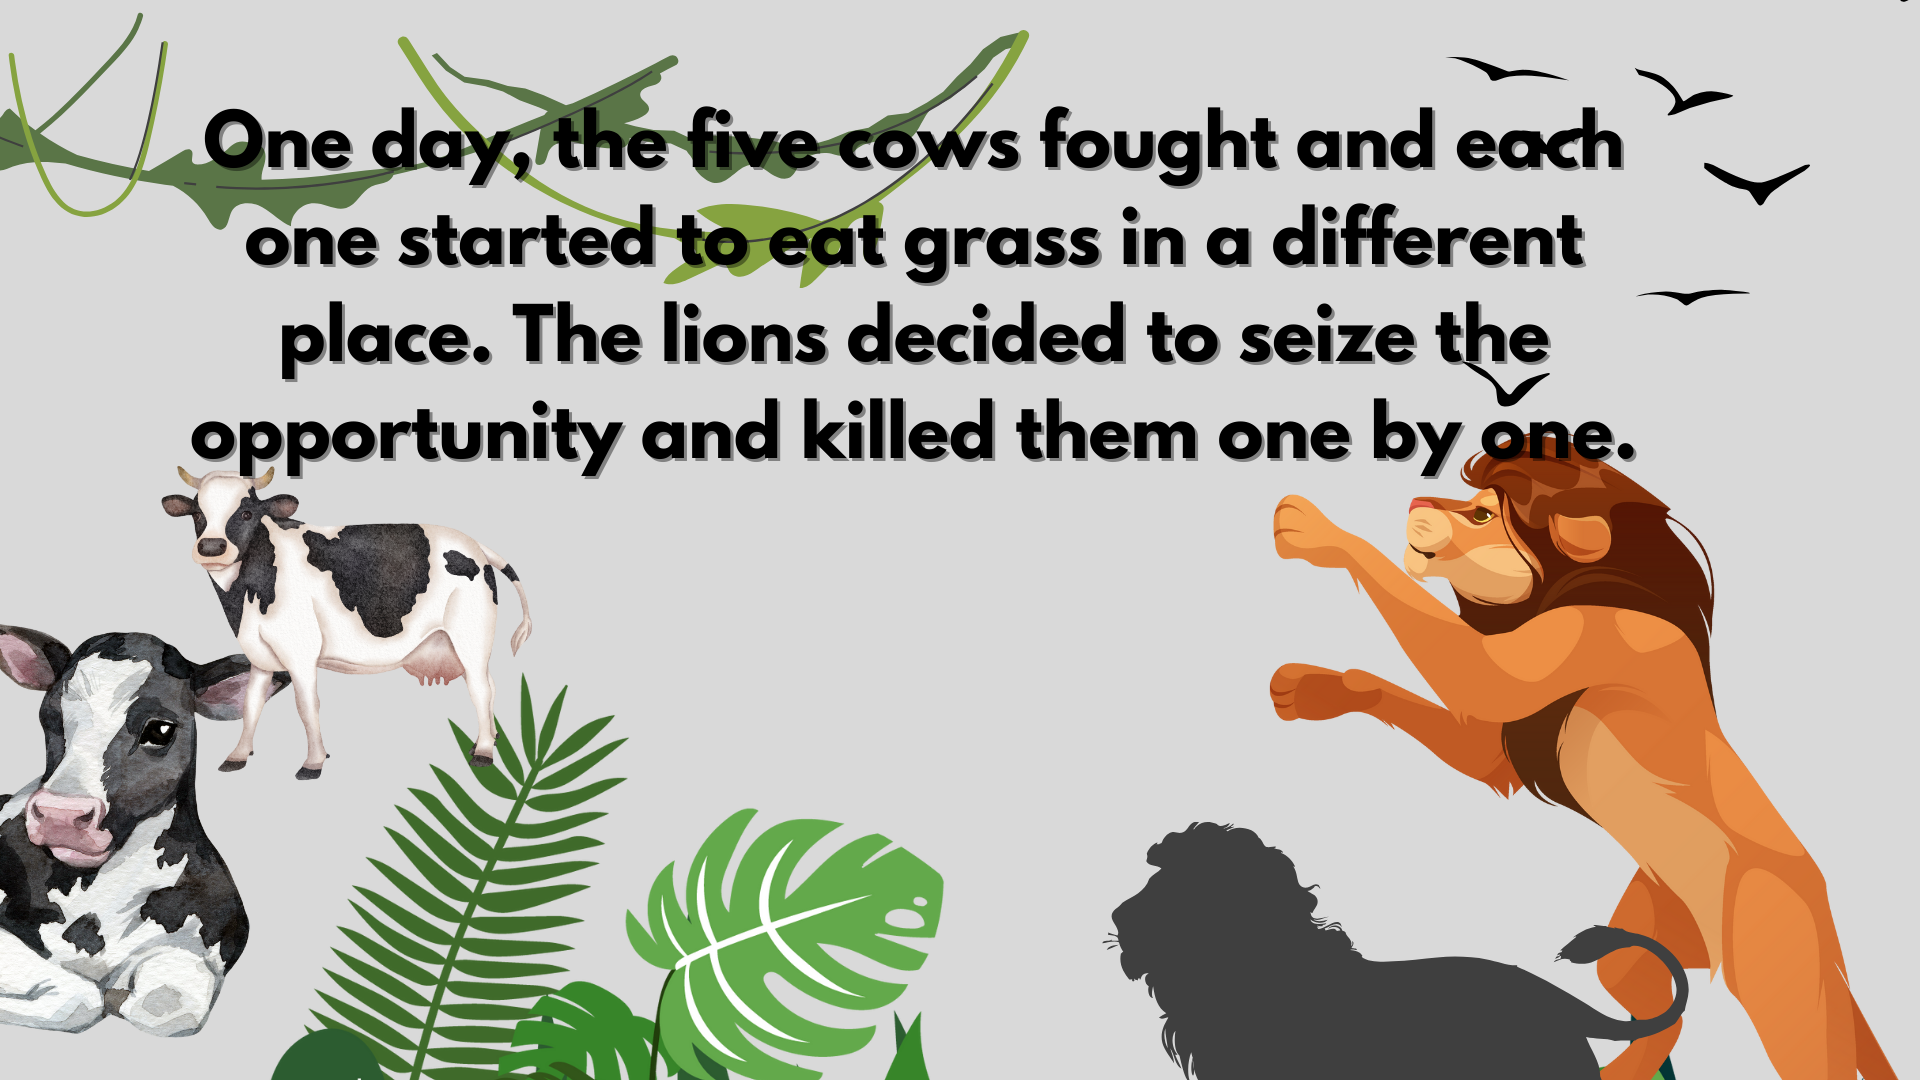 One day, the five cows fought and each
one started to eat grass in a different
place. The lions decided to seize the
opportunity and killed them one by one.